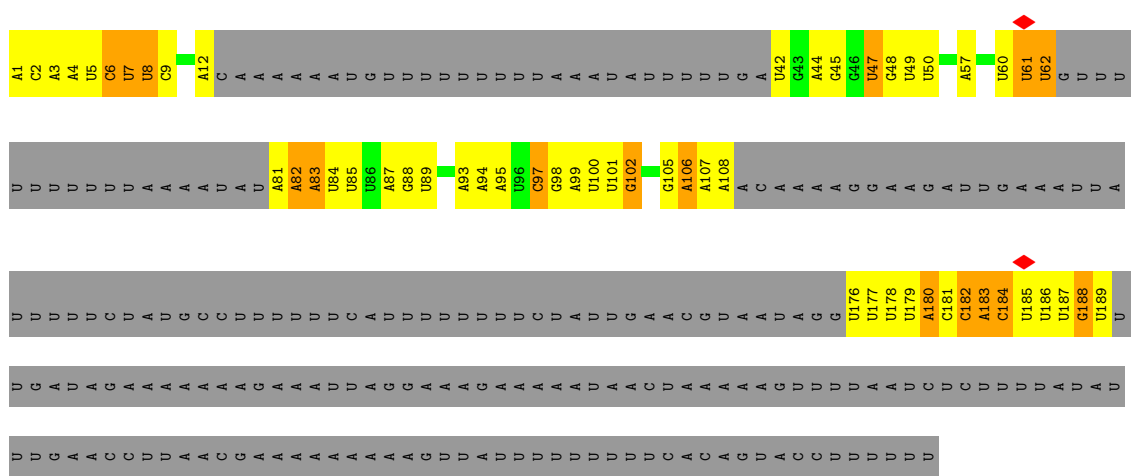 A1 C2 A3 A4 U5 C6 U7 U8 C9 A12 C A A A A A A U G U U U U U U U U A A A U A U U U U U G A U42 G43 A44 G45 G46 U47 G48 U49 U50 A57 U60 U61 U62 G U U U
U U U U U U U A A A A U A U A81 A82 A83 U84 U85 U86 A87 G88 U89 A93 A94 A95 U96 C97 G98 A99 U100 U101 G102 G105 A106 A107 A108 A C A A A A G G A A G A U U G A A A U U A
U U U U U C U A U G C C U U U U U U C A U U U U U U U C U A U U G A A C G U A A U A G G U176 U177 U178 U179 A180 C181 C182 A183 C184 U185 U186 U187 G188 U189 U
U U G A U A G A A A A A A A G A A A A U U A G G A A A G A A A A U A A C U A A A A G U U U U A A U C U C U U U A U A U
U U G A A C C U U A A C G A A A A A A A A G U U A U U U U U U U U U C A C A G U A C C U U U U U U